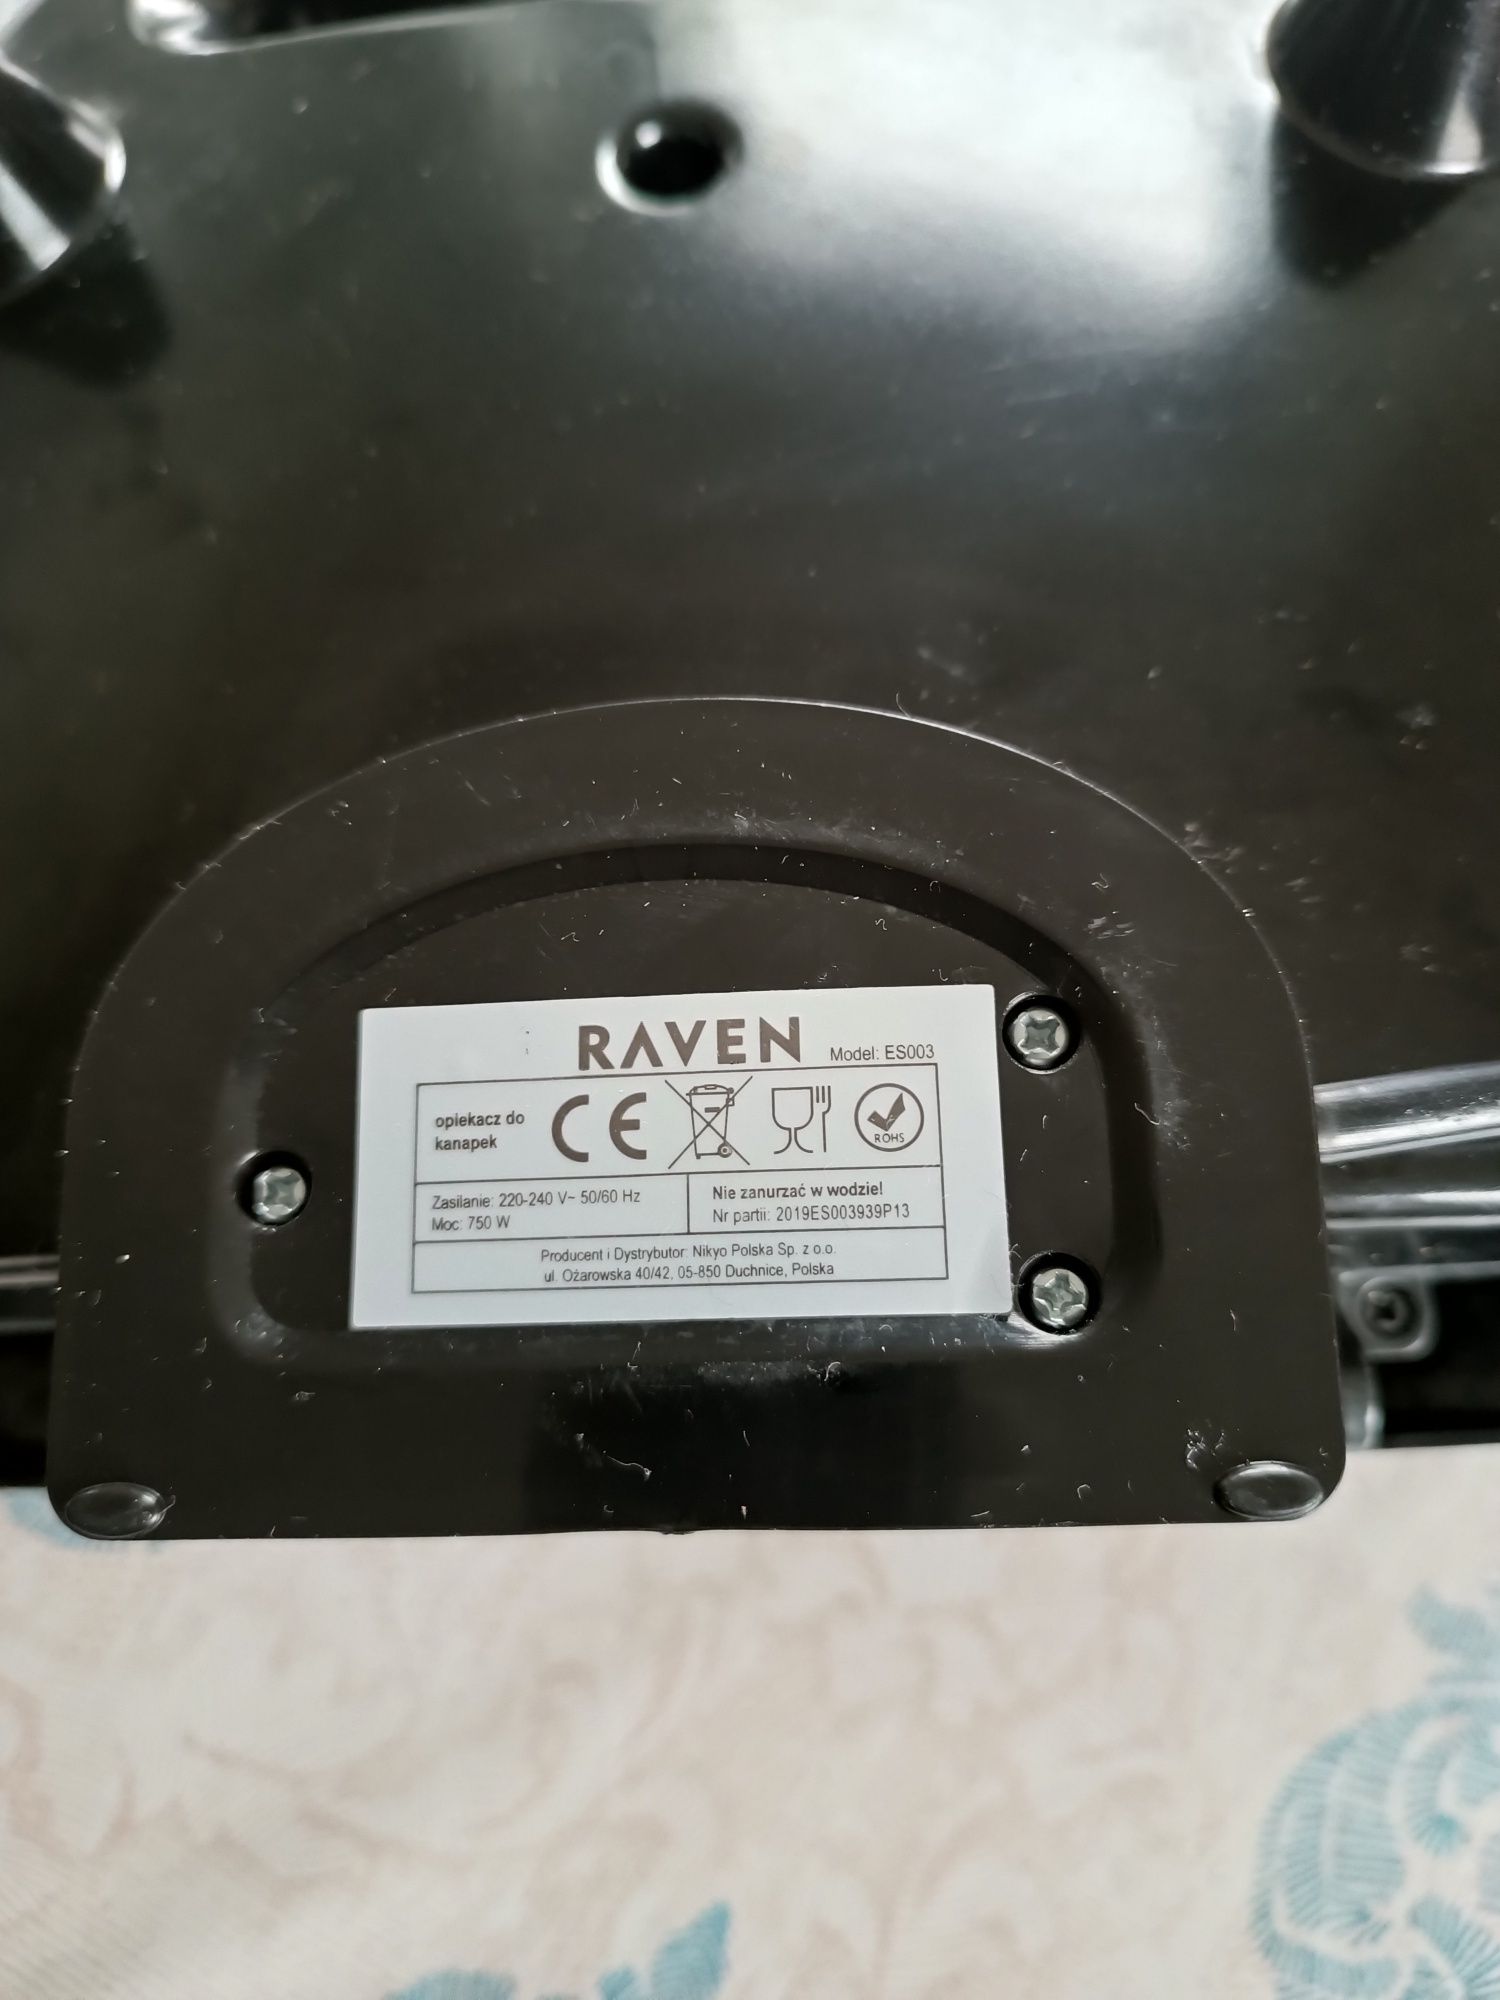 RAVEN Model: ES003
opiekacz do
kanapek
CE
ROHS
Zasilanie: 220-240 V~ 50/60 Hz
Moc: 750 W
Nie zanurzać w wodzie!
Nr partii: 2019ES003939P13
Producent i Dystrybutor: Nikyo Polska Sp. z o.o.
ul. Ożarowska 40/42, 05-850 Duchnice, Polska